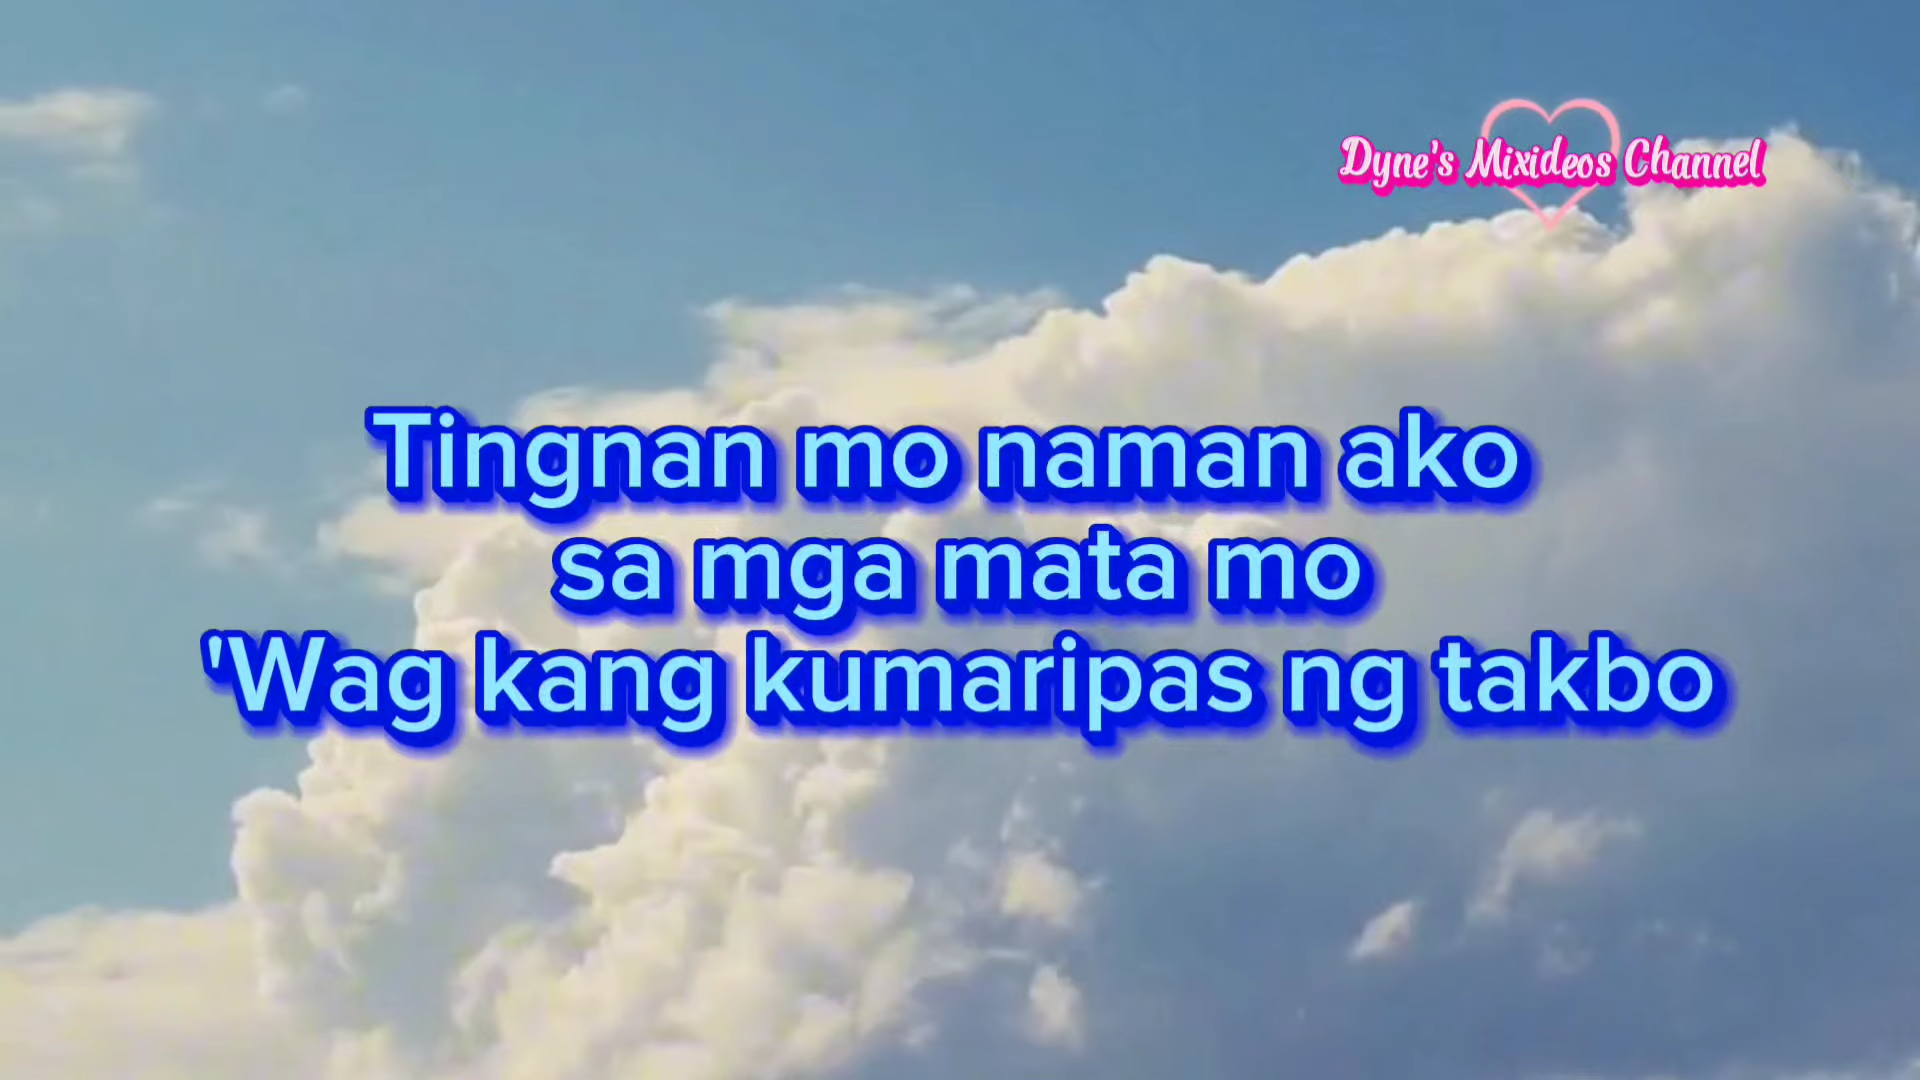 Dyne's Mixideos Channel
Tingnan mo naman ako
sa mga mata mo
'Wag kang kumaripas ng takbo